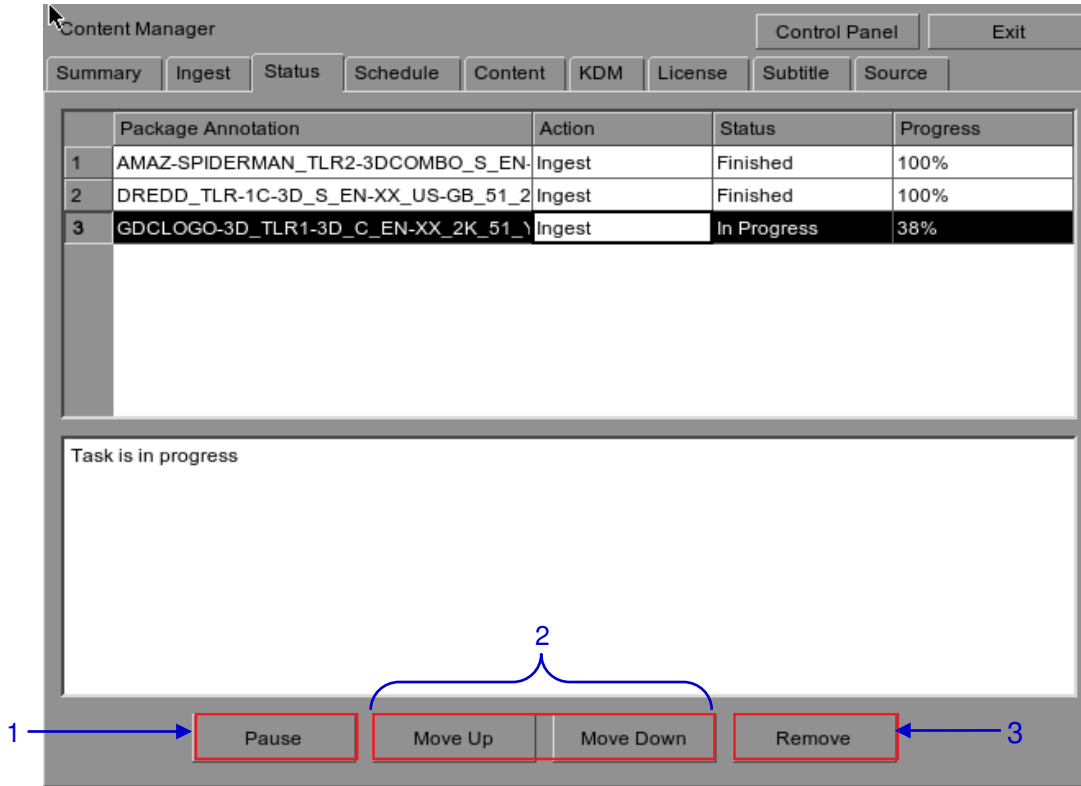 Content Manager
Control Panel
Exit
Summary Ingest Status Schedule Content KDM License Subtitle Source
Package Annotation Action Status Progress
1 AMAZ-SPIDERMAN_TLR2-3DCOMBO_S_EN- Ingest Finished 100%
2 DREDD_TLR-1C-3D_S_EN-XX_US-GB_51_2 Ingest Finished 100%
3 GDCLOGO-3D_TLR1-3D_C_EN-XX_2K_51_ Ingest In Progress 38%
Task is in progress
2
1 Pause Move Up Move Down Remove 3